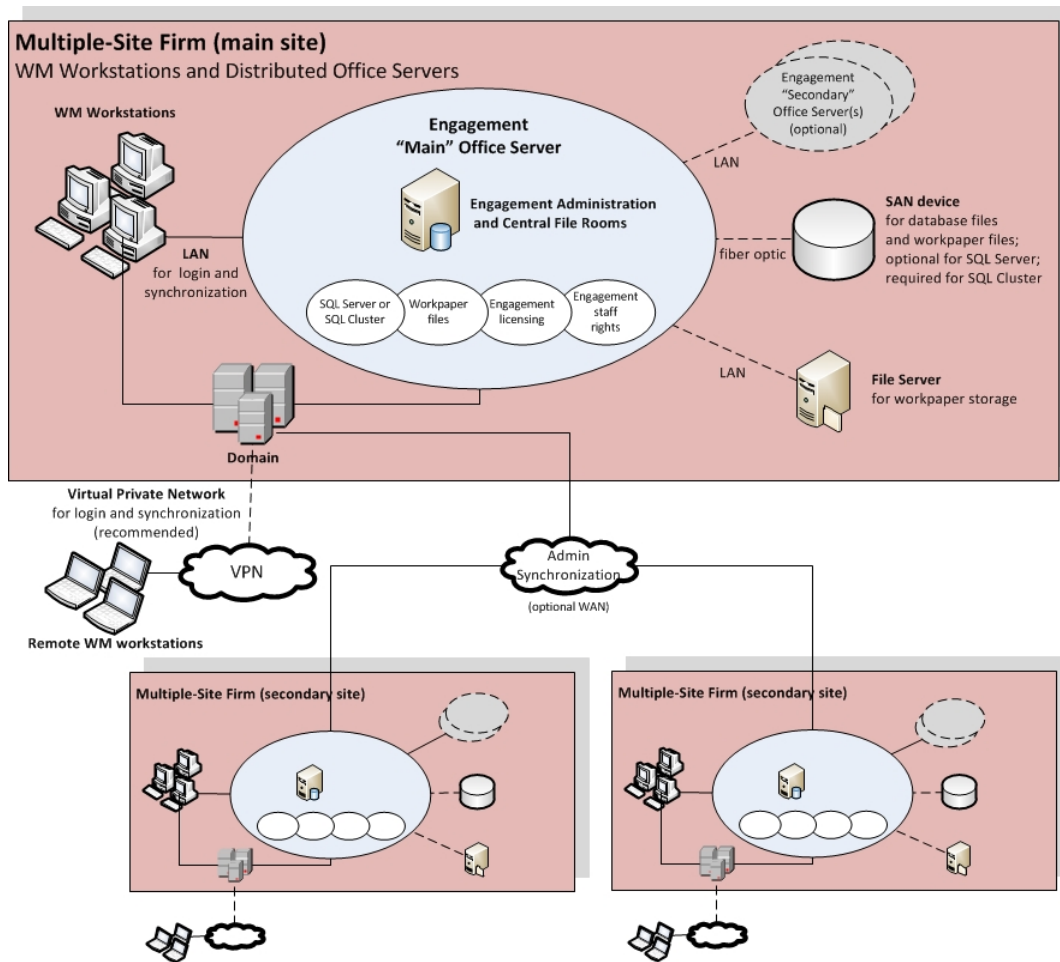 Multiple-Site Firm (main site)
WM Workstations and Distributed Office Servers
WM Workstations
Engagement
"Main" Office Server
Engagement Administration
and Central File Rooms
SQL Server or
SQL Cluster
Workpaper
files
Engagement
licensing
Engagement
staff
rights
LAN
for login and
synchronization
Engagement
"Secondary"
Office Server(s)
(optional)
LAN
SAN device
for database files
and workpaper files;
optional for SQL Server;
required for SQL Cluster
fiber optic
LAN
File Server
for workpaper storage
Domain
Virtual Private Network
for login and synchronization
(recommended)
VPN
Remote WM workstations
Admin
Synchronization
(optional WAN)
Multiple-Site Firm (secondary site)
Multiple-Site Firm (secondary site)